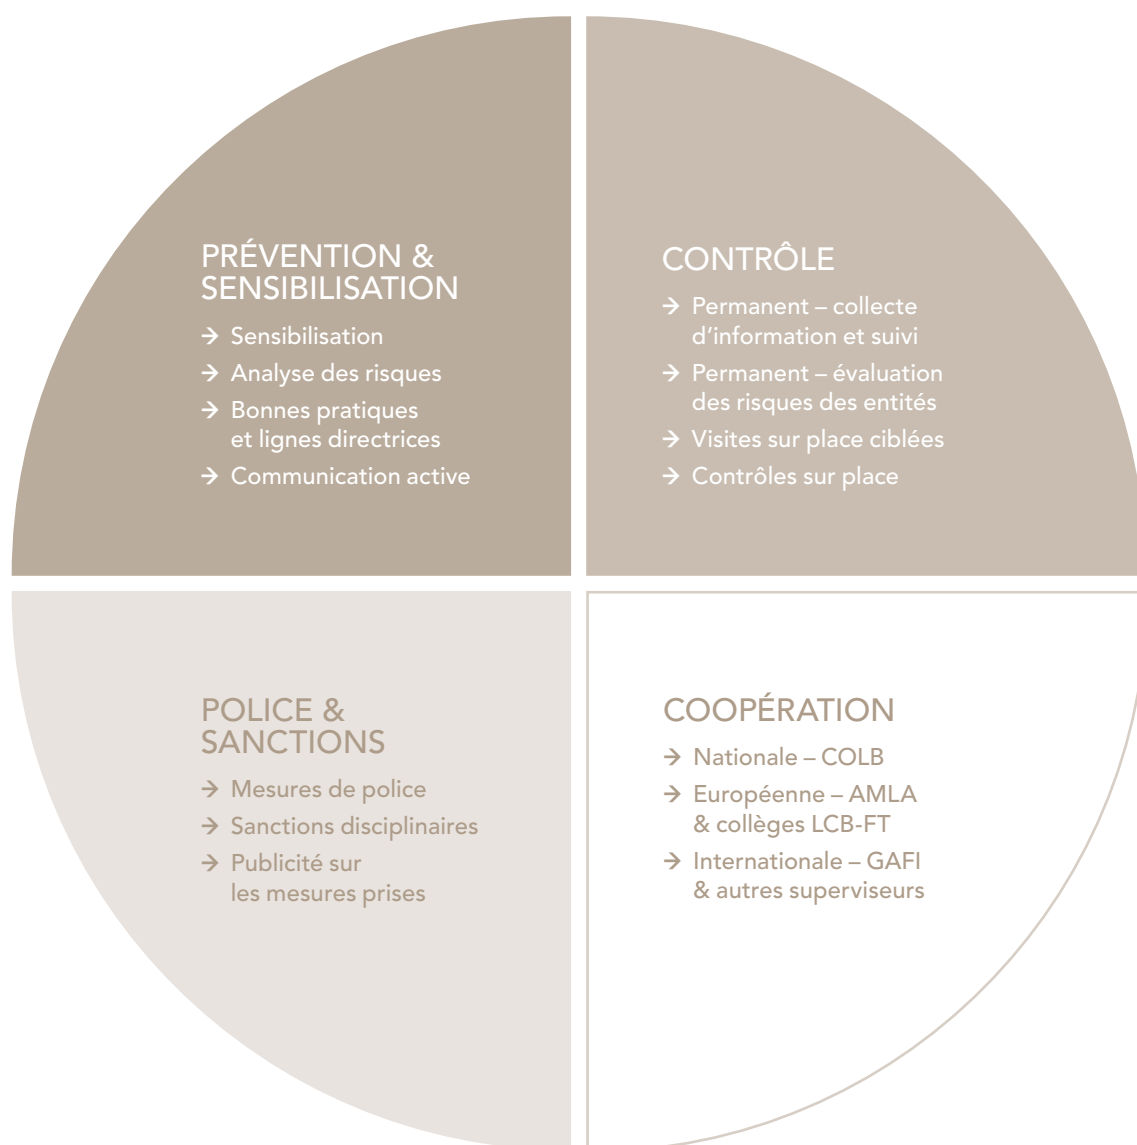 PRÉVENTION &
SENSIBILISATION
→ Sensibilisation
→ Analyse des risques
→ Bonnes pratiques
et lignes directrices
→ Communication active
CONTRÔLE
→ Permanent – collecte
d’information et suivi
→ Permanent – évaluation
des risques des entités
→ Visites sur place ciblées
→ Contrôles sur place
POLICE &
SANCTIONS
→ Mesures de police
→ Sanctions disciplinaires
→ Publicité sur
les mesures prises
COOPÉRATION
→ Nationale – COLB
→ Européenne – AMLA
& collèges LCB-FT
→ Internationale – GAFI
& autres superviseurs